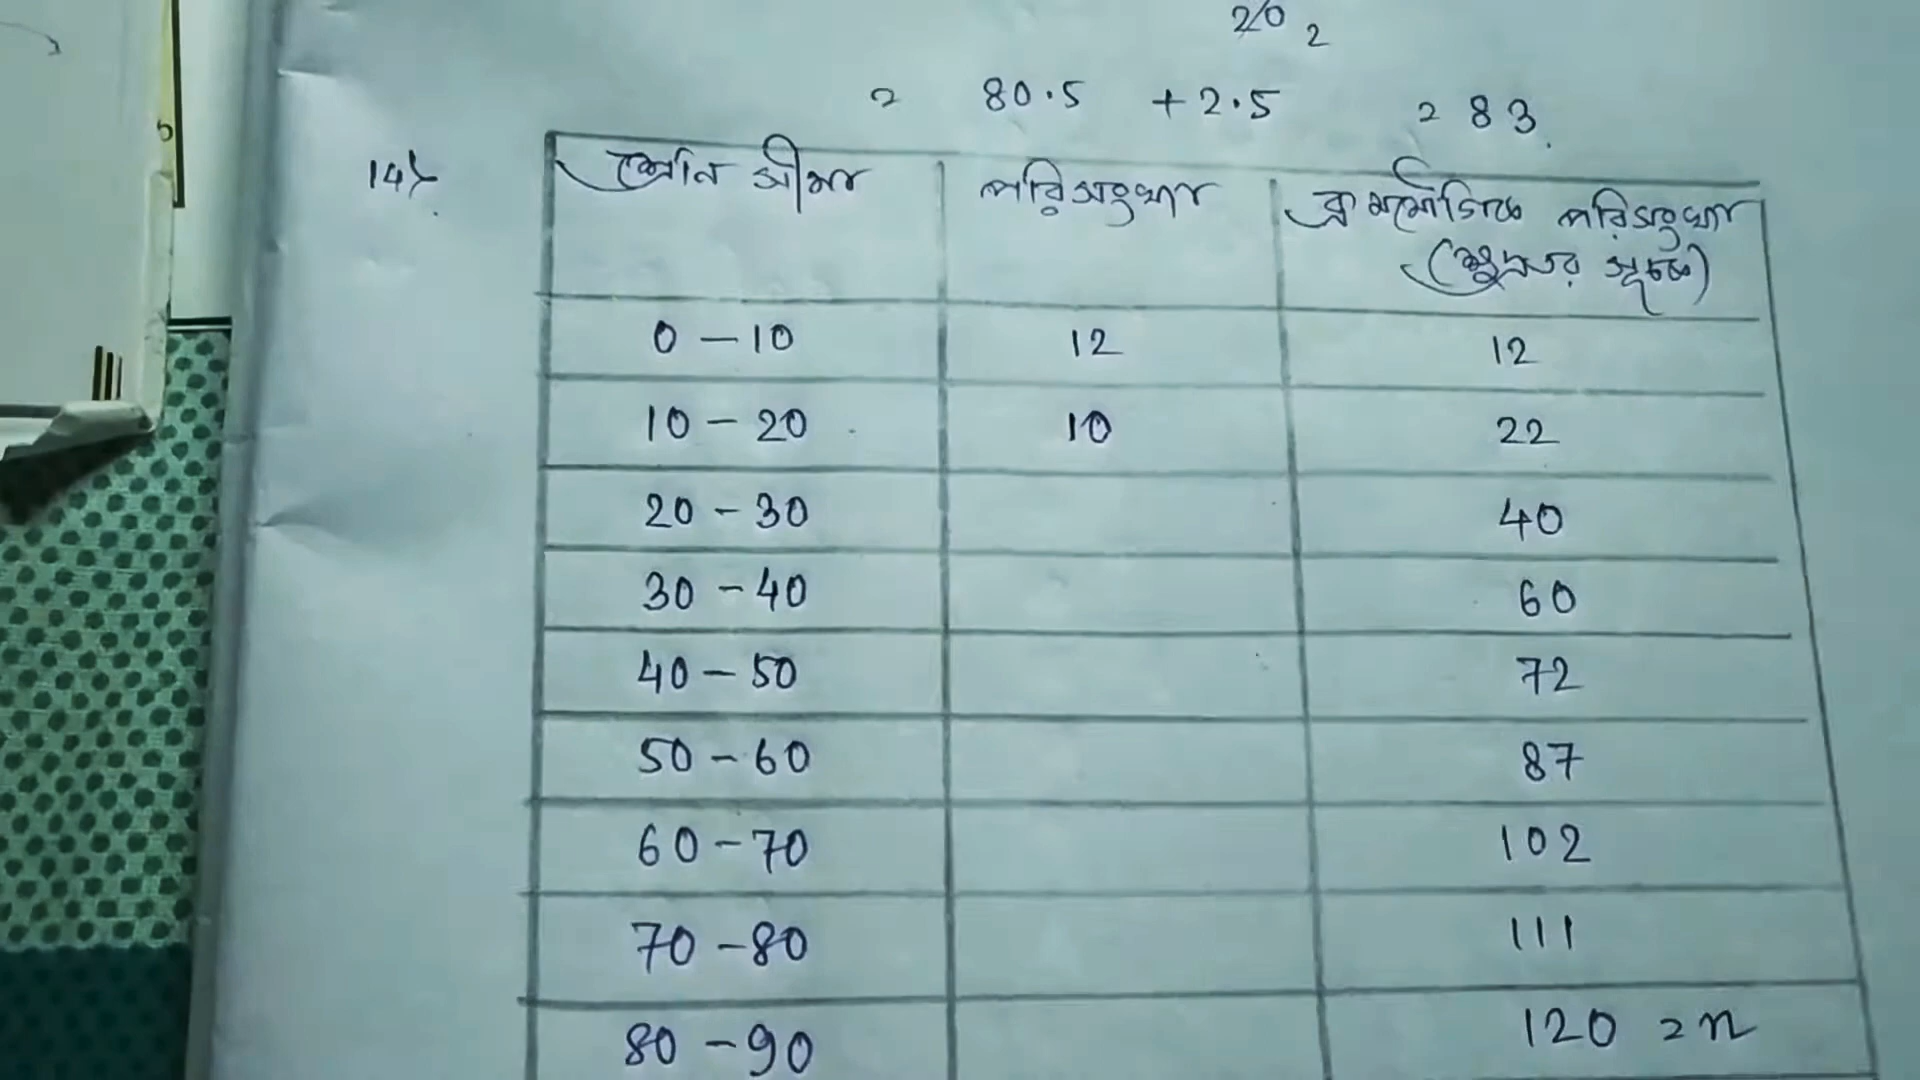 20 2
= 80.5 + 2.5 = 83.
14) শ্রেনি সীমা পরিসংখ্যা ক্রমযৌগিক পরিসংখ্যা
(ক্ষুদ্রতর সূচক)
0 - 10 12 12
10 - 20 10 22
20 - 30 40
30 - 40 60
40 - 50 72
50 - 60 87
60 - 70 102
70 - 80 111
80 - 90 120 = n